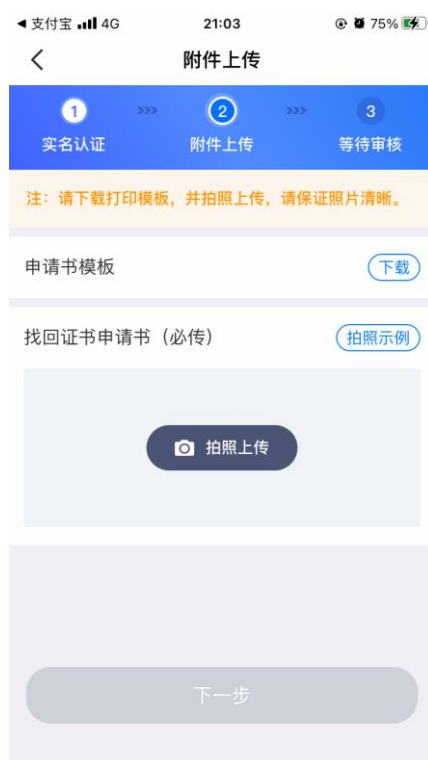 支付宝 4G 21:03 75%
附件上传
1 >>> 2 >>> 3
实名认证 附件上传 等待审核
注：请下载打印模板，并拍照上传，请保证照片清晰。
申请书模板 下载
找回证书申请书（必传） 拍照示例
拍照上传
下一步